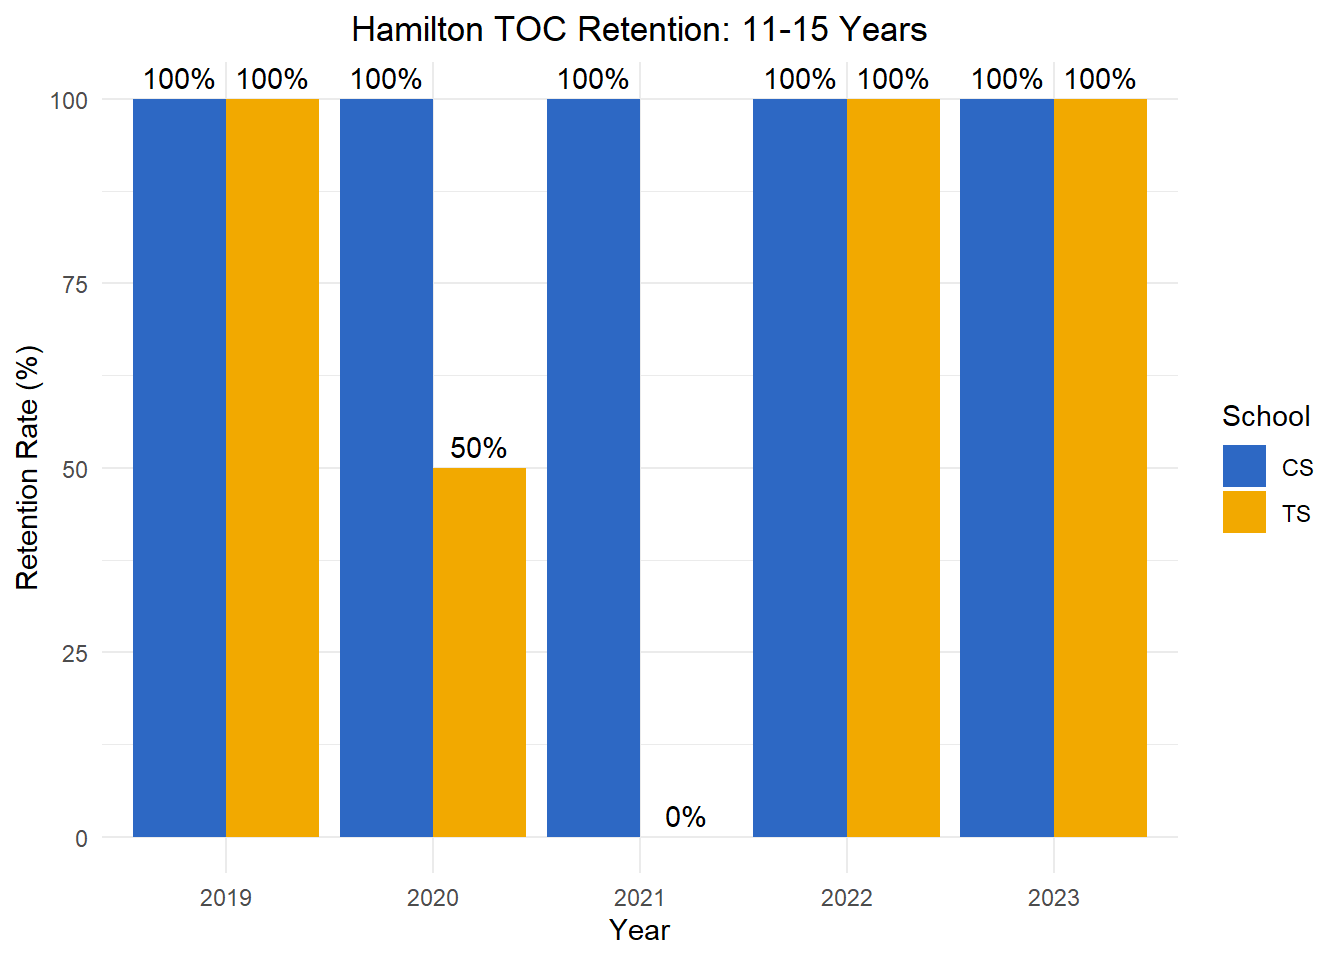 Hamilton TOC Retention: 11-15 Years
100% 100% 100% 100% 100% 100% 100% 100%
50%
0%
100
75
50
25
0
Retention Rate (%)
2019 2020 2021 2022 2023
Year
School
CS
TS